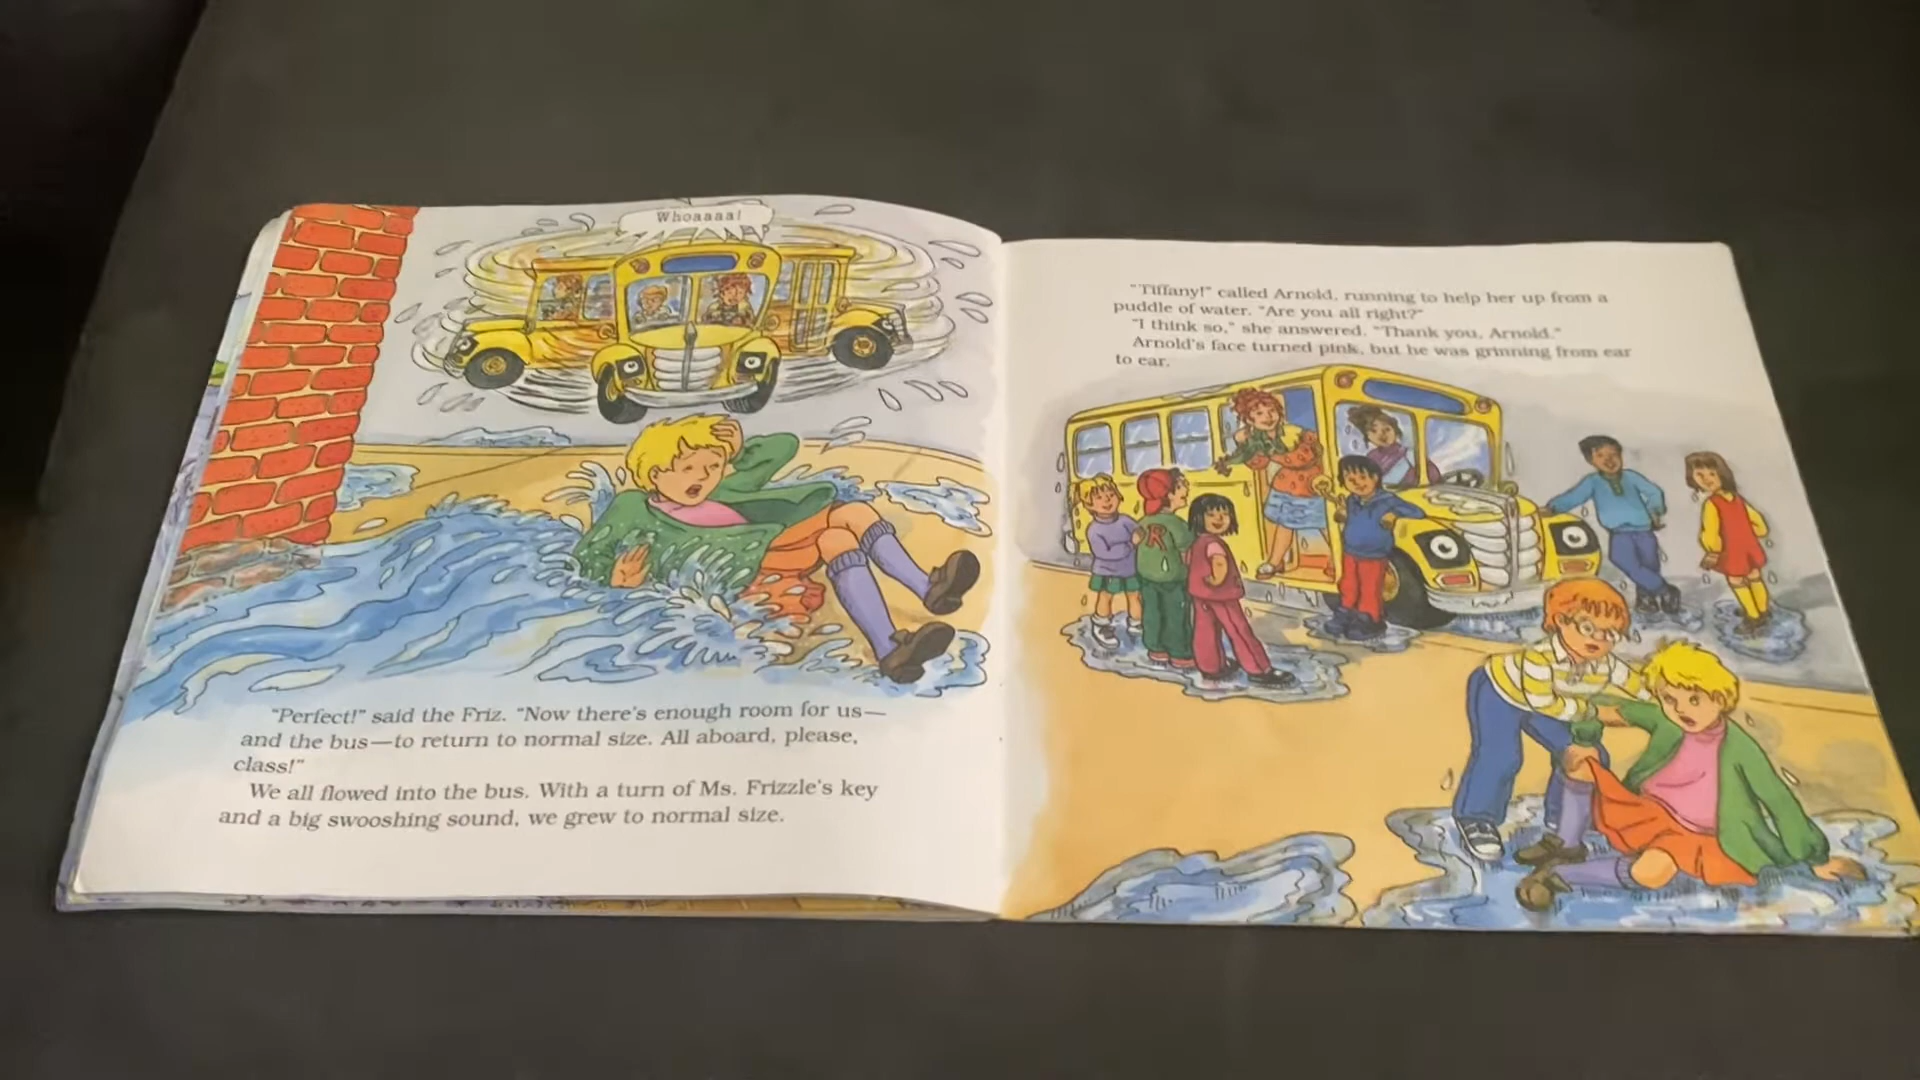 Whoaaaa!
"Perfect!" said the Friz. "Now there's enough room for us—
and the bus—to return to normal size. All aboard, please,
class!"
We all flowed into the bus. With a turn of Ms. Frizzle's key
and a big swooshing sound, we grew to normal size.
"Tiffany!" called Arnold, running to help her up from a
puddle of water. "Are you all right?"
"I think so," she answered. "Thank you, Arnold."
Arnold's face turned pink, but he was grinning from ear
to ear.
R